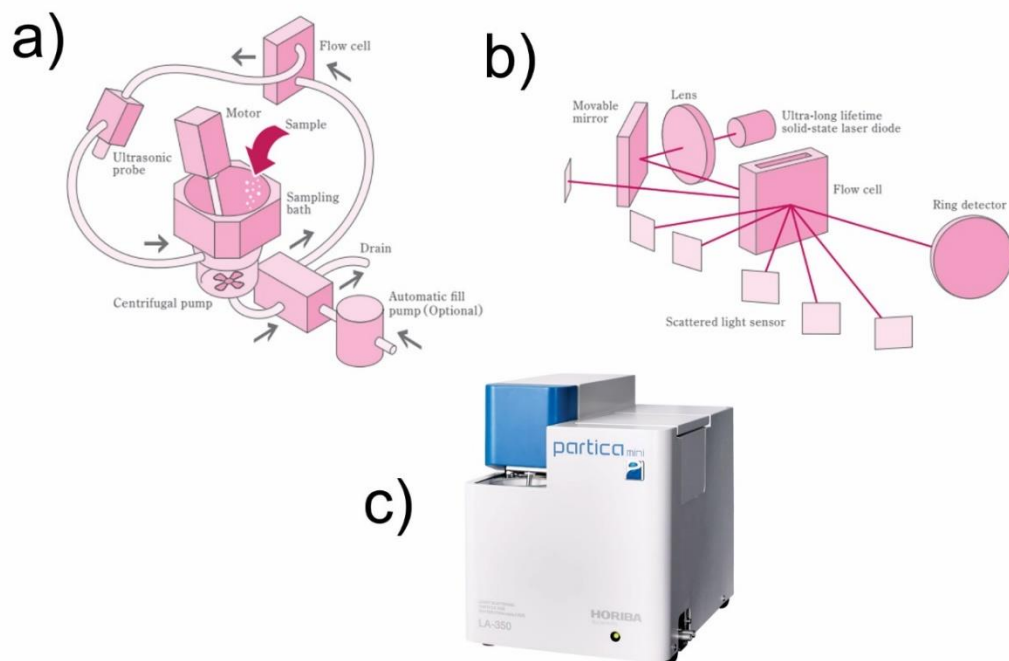 a)
Flow cell
Motor
Sample
Ultrasonic
probe
Sampling
bath
Drain
Centrifugal pump
Automatic fill
pump (Optional)
b)
Lens
Movable
mirror
Ultra-long lifetime
solid-state laser diode
Flow cell
Ring detector
Scattered light sensor
c)
partica mini
HORIBA
LA-350